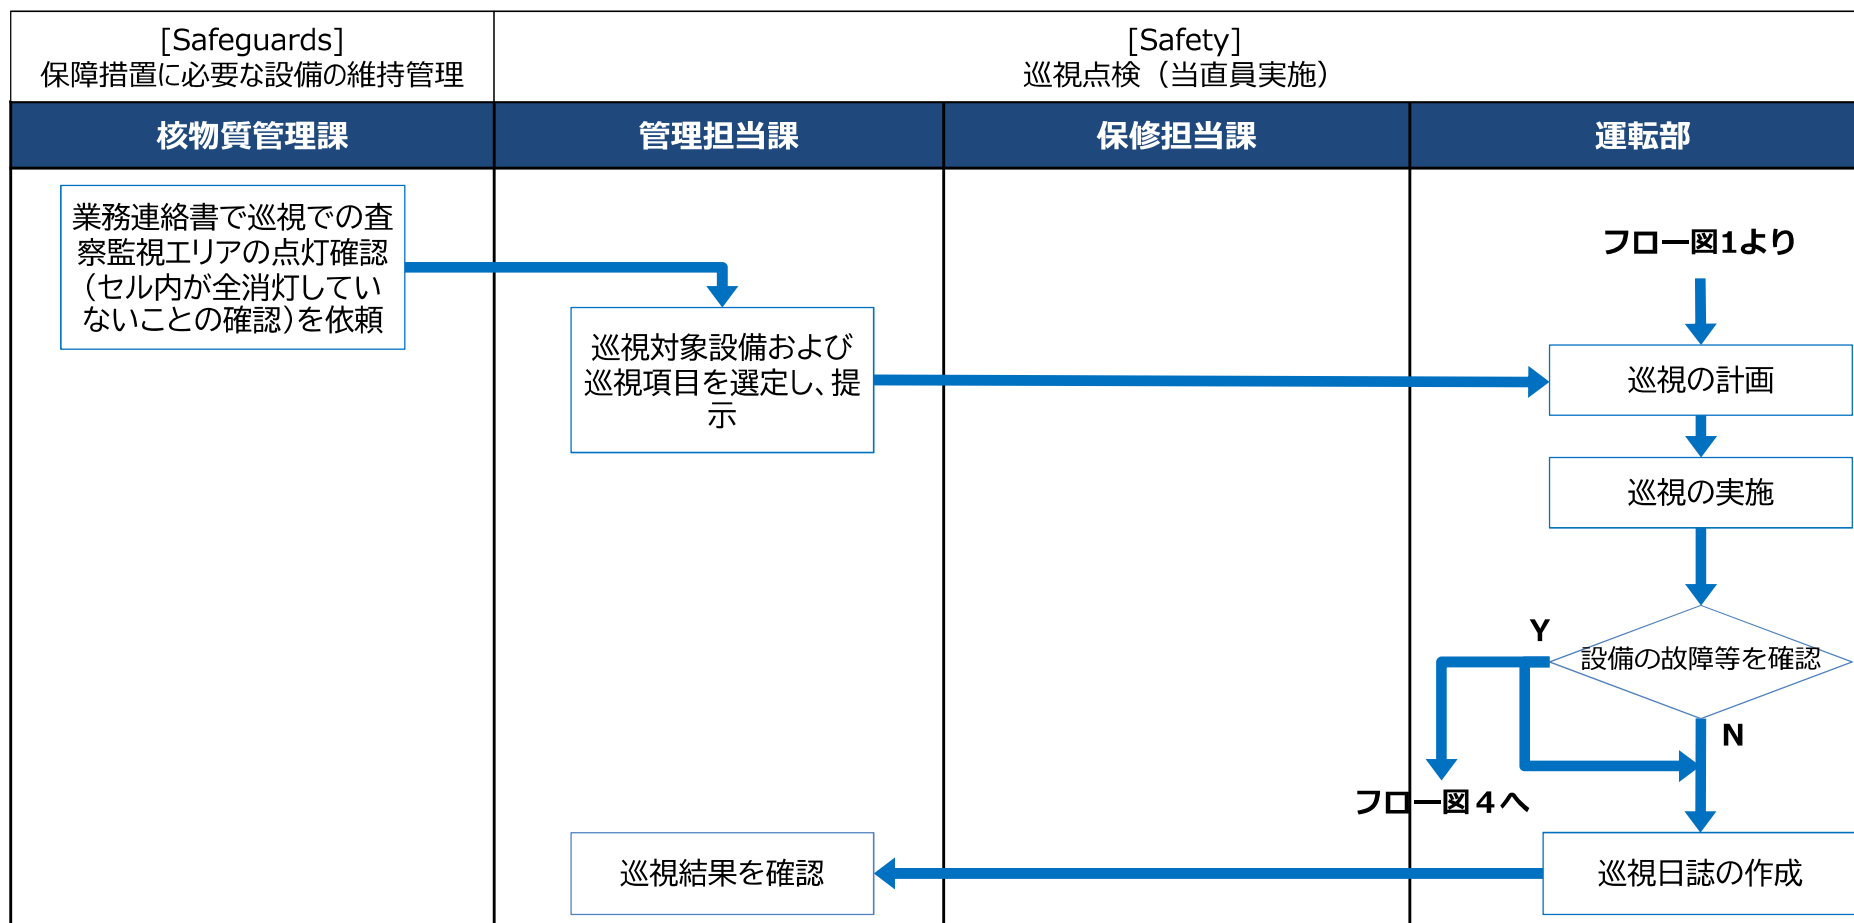 [Safeguards]
保障措置に必要な設備の維持管理
[Safety]
巡視点検（当直員実施）
核物質管理課
管理担当課
保修担当課
運転部
業務連絡書で巡視での査
察監視エリアの点灯確認
（セル内が全消灯してい
ないことの確認）を依頼
フロー図1より
巡視対象設備および
巡視項目を選定し、提
示
巡視の計画
巡視の実施
Y
設備の故障等を確認
N
フロー図４へ
巡視結果を確認
巡視日誌の作成